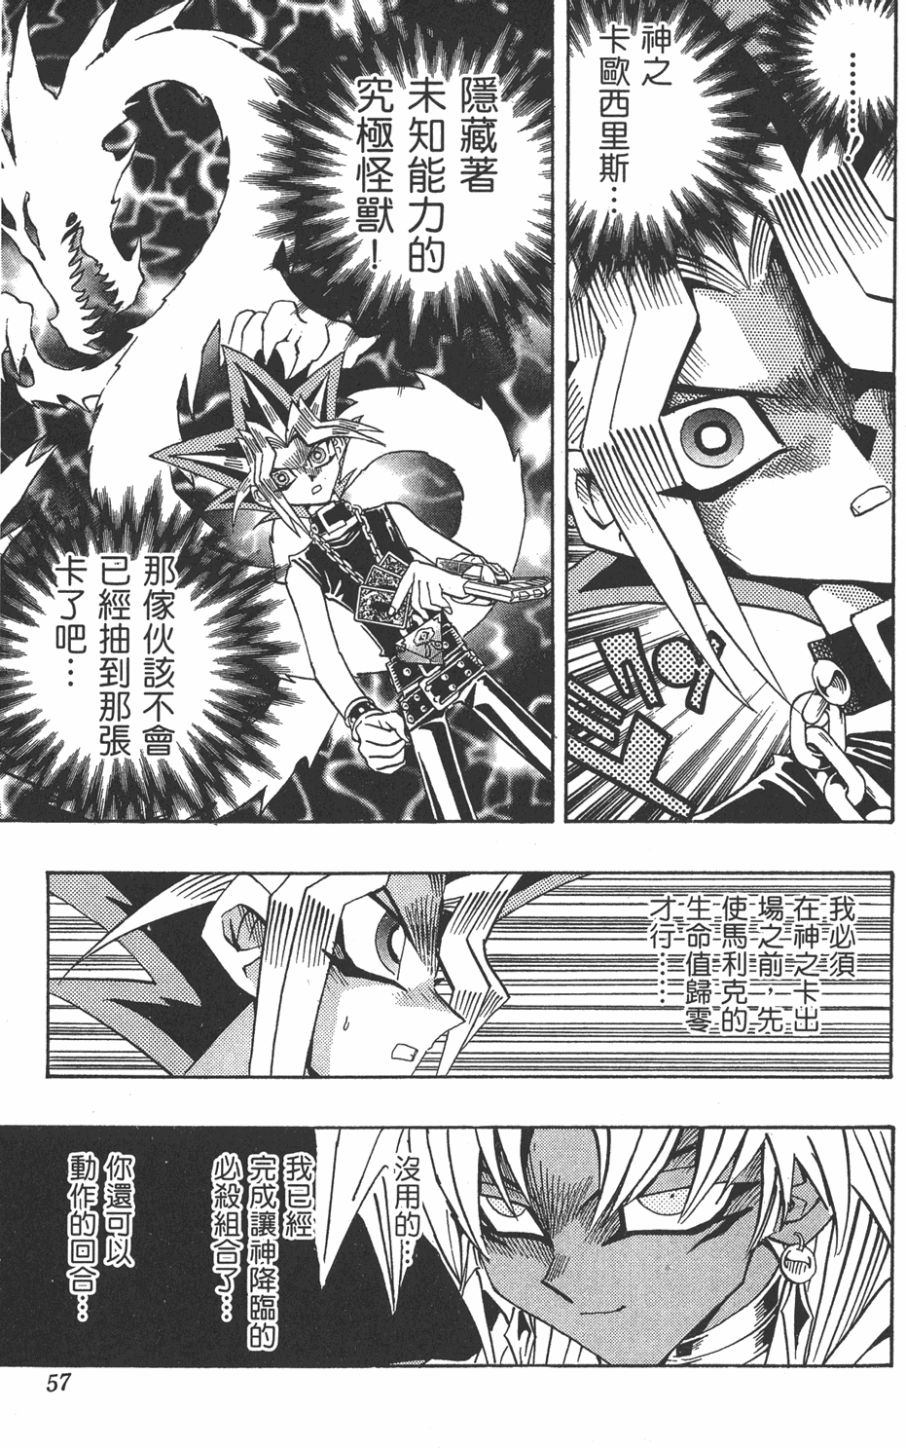 ………！
神之
卡歐西里斯…
隱藏著
未知能力的
究極怪獸！
那傢伙該不會
已經抽到那張
卡了吧…
我必須
在神之卡出
場之前，先
使馬利克的
生命值歸零
才行……
沒用的…
我已經
完成讓神降臨的
必殺組合了…
你還可以
動作的回合…
57